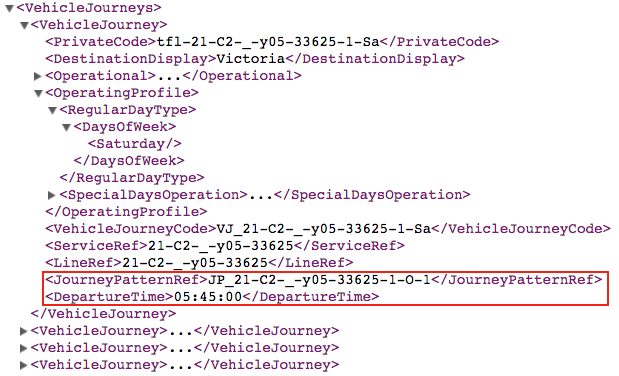 ▼<VehicleJourneys>
▼<VehicleJourney>
<PrivateCode>tfl-21-C2-_-y05-33625-1-Sa</PrivateCode>
<DestinationDisplay>Victoria</DestinationDisplay>
▶<Operational>...</Operational>
▼<OperatingProfile>
▼<RegularDayType>
▼<DaysOfWeek>
<Saturday/>
</DaysOfWeek>
</RegularDayType>
▶<SpecialDaysOperation>...</SpecialDaysOperation>
</OperatingProfile>
<VehicleJourneyCode>VJ_21-C2-_-y05-33625-1-Sa</VehicleJourneyCode>
<ServiceRef>21-C2-_-y05-33625</ServiceRef>
<LineRef>21-C2-_-y05-33625</LineRef>
<JourneyPatternRef>JP_21-C2-_-y05-33625-1-O-1</JourneyPatternRef>
<DepartureTime>05:45:00</DepartureTime>
</VehicleJourney>
▶<VehicleJourney>...</VehicleJourney>
▶<VehicleJourney>...</VehicleJourney>
▶<VehicleJourney>...</VehicleJourney>